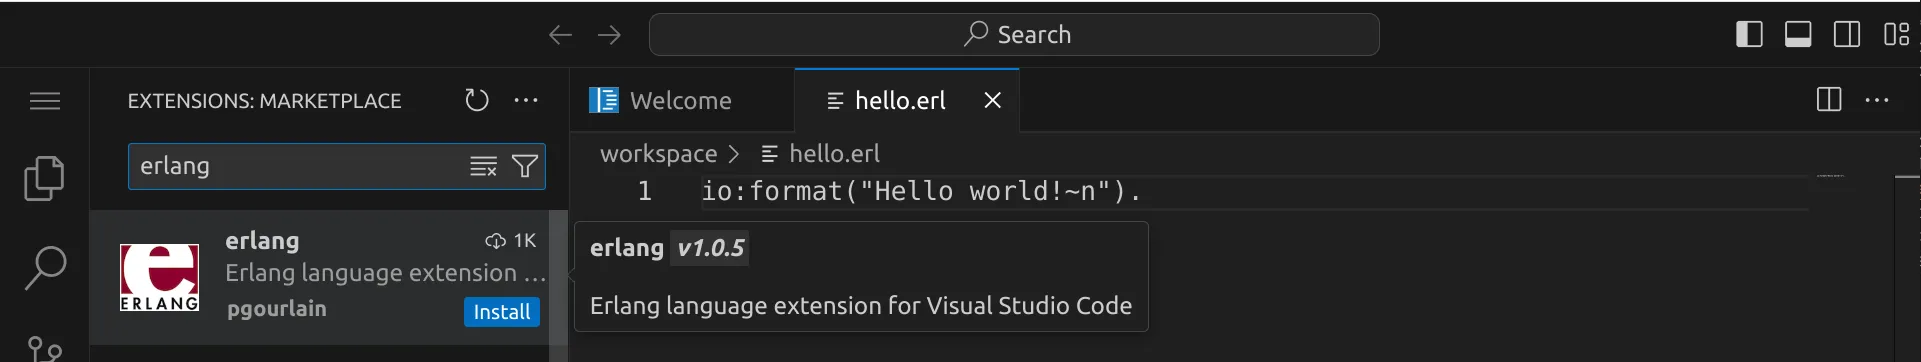 Search
EXTENSIONS: MARKETPLACE
erlang
erlang 1K
Erlang language extension ...
pgourlain
Install
ERLANG
Welcome
hello.erl
workspace > hello.erl
1 io:format("Hello world!~n").
erlang v1.0.5
Erlang language extension for Visual Studio Code